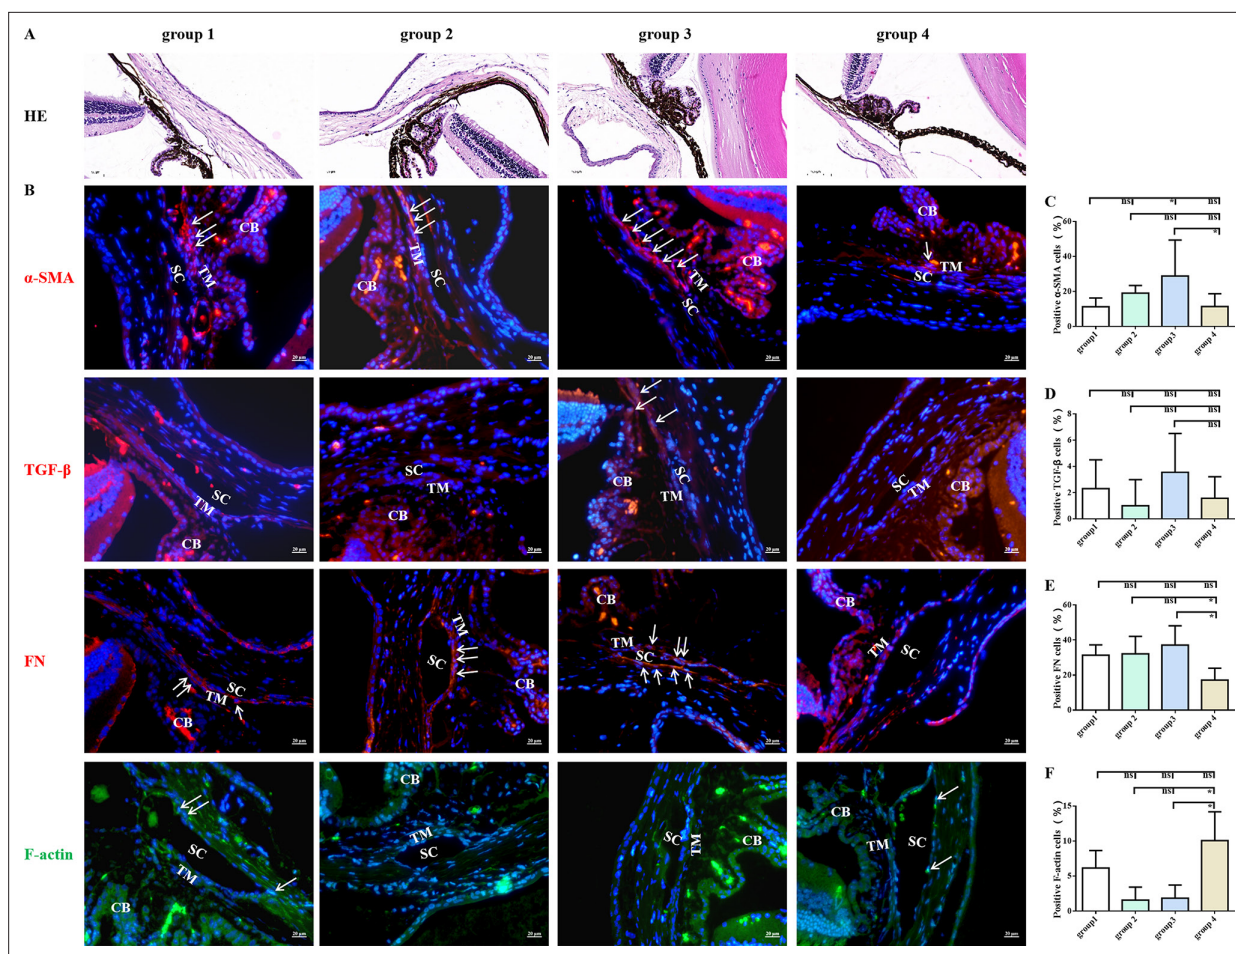 A group 1 group 2 group 3 group 4
HE
B
α-SMA
CB
SC
TM
20 μm
TM
SC
CB
20 μm
CB
TM
SC
20 μm
CB
TM
SC
20 μm
C
ns * ns
ns ns
*
Positive α-SMA cells (%)
60
40
20
0
group1 group 2 group3 group 4
TGF-β
SC
TM
CB
20 μm
SC
TM
CB
20 μm
SC
CB
TM
20 μm
SC
TM
CB
20 μm
D
ns ns ns
ns ns
ns
Positive TGF-β cells (%)
8
6
4
2
0
group1 group 2 group3 group 4
FN
SC
TM
CB
20 μm
TM
SC
CB
20 μm
CB
TM
SC
20 μm
CB
TM
SC
20 μm
E
ns ns ns
ns *
*
Positive FN cells (%)
60
40
20
0
group1 group 2 group3 group 4
F-actin
SC
TM
CB
20 μm
CB
TM
SC
20 μm
SC
TM
CB
20 μm
CB
TM
SC
20 μm
F
ns ns ns
ns *
*
Positive F-actin cells (%)
15
10
5
0
group1 group 2 group3 group 4